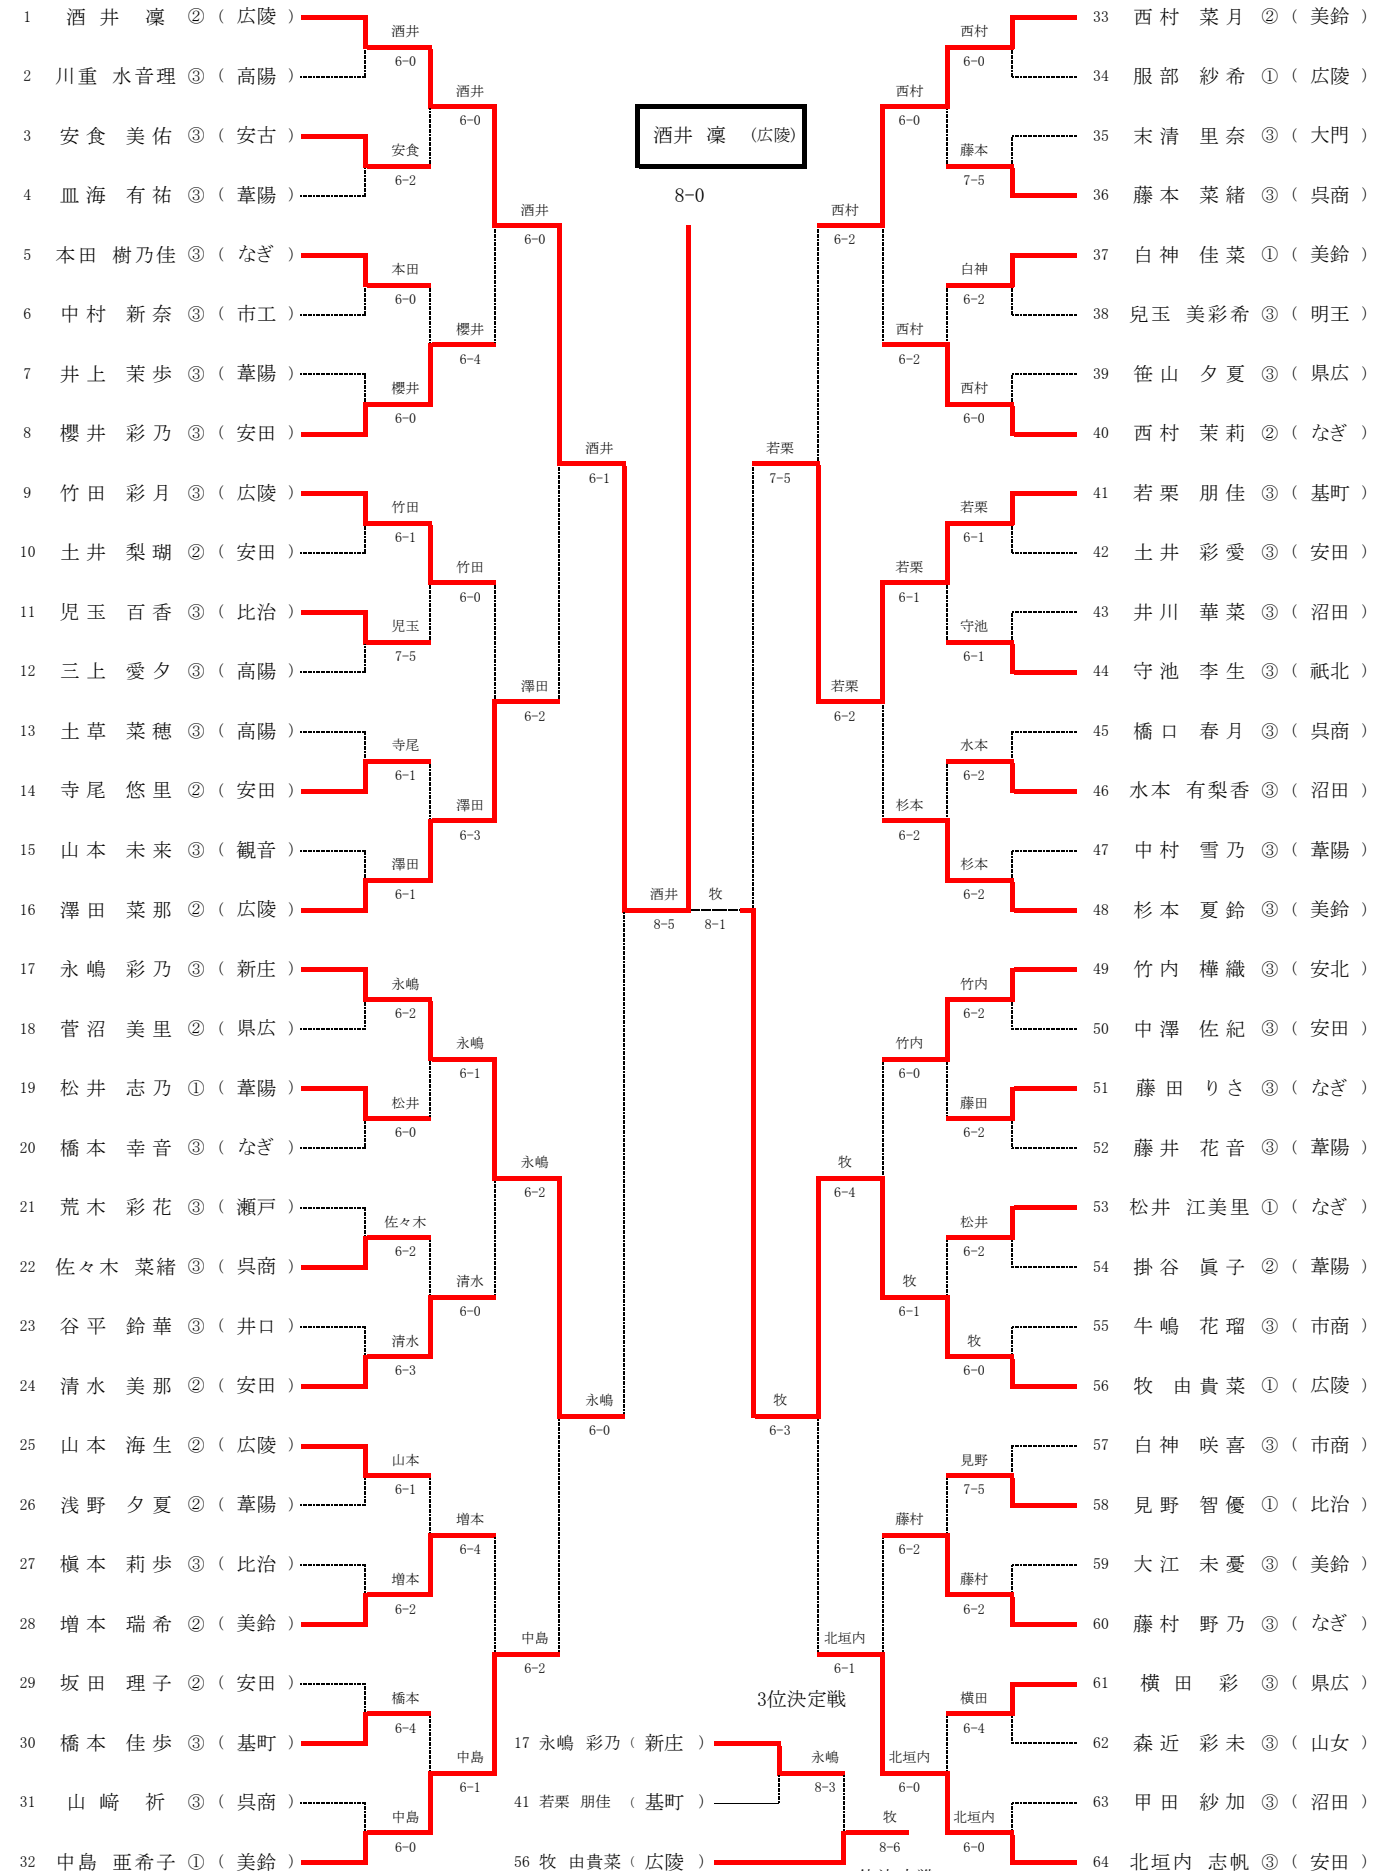 1 酒井 凜 ② ( 広陵 )
2 川重 水音理 ③ ( 高陽 )
3 安食 美佑 ③ ( 安古 )
4 皿海 有祐 ③ ( 葦陽 )
5 本田 樹乃佳 ③ ( なぎ )
6 中村 新奈 ③ ( 市工 )
7 井上 茉歩 ③ ( 葦陽 )
8 櫻井 彩乃 ③ ( 安田 )
9 竹田 彩月 ③ ( 広陵 )
10 土井 梨瑚 ② ( 安田 )
11 児玉 百香 ③ ( 比治 )
12 三上 愛夕 ③ ( 高陽 )
13 土草 菜穂 ③ ( 高陽 )
14 寺尾 悠里 ② ( 安田 )
15 山本 未来 ③ ( 観音 )
16 澤田 菜那 ② ( 広陵 )
17 永嶋 彩乃 ③ ( 新庄 )
18 菅沼 美里 ② ( 県広 )
19 松井 志乃 ① ( 葦陽 )
20 橋本 幸音 ③ ( なぎ )
21 荒木 彩花 ③ ( 瀬戸 )
22 佐々木 菜緒 ③ ( 呉商 )
23 谷平 鈴華 ③ ( 井口 )
24 清水 美那 ② ( 安田 )
25 山本 海生 ② ( 広陵 )
26 浅野 夕夏 ② ( 葦陽 )
27 槇本 莉歩 ③ ( 比治 )
28 増本 瑞希 ② ( 美鈴 )
29 坂田 理子 ② ( 安田 )
30 橋本 佳歩 ③ ( 基町 )
31 山﨑 祈 ③ ( 呉商 )
32 中島 亜希子 ① ( 美鈴 )
酒井
6-0
安食
6-2
本田
6-0
櫻井
6-0
竹田
6-1
児玉
7-5
寺尾
6-1
澤田
6-1
永嶋
6-2
松井
6-0
佐々木
6-2
清水
6-3
山本
6-1
増本
6-2
橋本
6-4
中島
6-0
酒井
6-0
櫻井
6-4
竹田
6-0
澤田
6-3
永嶋
6-1
清水
6-0
増本
6-4
中島
6-1
酒井
6-0
澤田
6-2
永嶋
6-2
中島
6-2
酒井
6-1
永嶋
6-0
酒井
8-5
酒井 凜 (広陵)
8-0
牧
8-1
若栗
7-5
牧
6-3
西村
6-2
若栗
6-2
牧
6-4
北垣内
6-1
西村
6-0
西村
6-2
若栗
6-1
杉本
6-2
竹内
6-0
牧
6-1
藤村
6-2
北垣内
6-0
西村
6-0
藤本
7-5
白神
6-2
西村
6-0
若栗
6-1
守池
6-1
水本
6-2
杉本
6-2
竹内
6-2
藤田
6-2
松井
6-2
牧
6-0
見野
7-5
藤村
6-2
横田
6-4
北垣内
6-0
33 西村 菜月 ② ( 美鈴 )
34 服部 紗希 ① ( 広陵 )
35 末清 里奈 ③ ( 大門 )
36 藤本 菜緒 ③ ( 呉商 )
37 白神 佳菜 ① ( 美鈴 )
38 兒玉 美彩希 ③ ( 明王 )
39 笹山 夕夏 ③ ( 県広 )
40 西村 茉莉 ② ( なぎ )
41 若栗 朋佳 ③ ( 基町 )
42 土井 彩愛 ③ ( 安田 )
43 井川 華菜 ③ ( 沼田 )
44 守池 李生 ③ ( 祇北 )
45 橋口 春月 ③ ( 呉商 )
46 水本 有梨香 ③ ( 沼田 )
47 中村 雪乃 ③ ( 葦陽 )
48 杉本 夏鈴 ③ ( 美鈴 )
49 竹内 樺織 ③ ( 安北 )
50 中澤 佐紀 ③ ( 安田 )
51 藤田 りさ ③ ( なぎ )
52 藤井 花音 ③ ( 葦陽 )
53 松井 江美里 ① ( なぎ )
54 掛谷 眞子 ② ( 葦陽 )
55 牛嶋 花瑠 ③ ( 市商 )
56 牧 由貴菜 ① ( 広陵 )
57 白神 咲喜 ③ ( 市商 )
58 見野 智優 ① ( 比治 )
59 大江 未憂 ③ ( 美鈴 )
60 藤村 野乃 ③ ( なぎ )
61 横田 彩 ③ ( 県広 )
62 森近 彩未 ③ ( 山女 )
63 甲田 紗加 ③ ( 沼田 )
64 北垣内 志帆 ③ ( 安田 )
3位決定戦
17 永嶋 彩乃 ( 新庄 )
41 若栗 朋佳 ( 基町 )
永嶋
8-3
56 牧 由貴菜 ( 広陵 )
牧
8-6